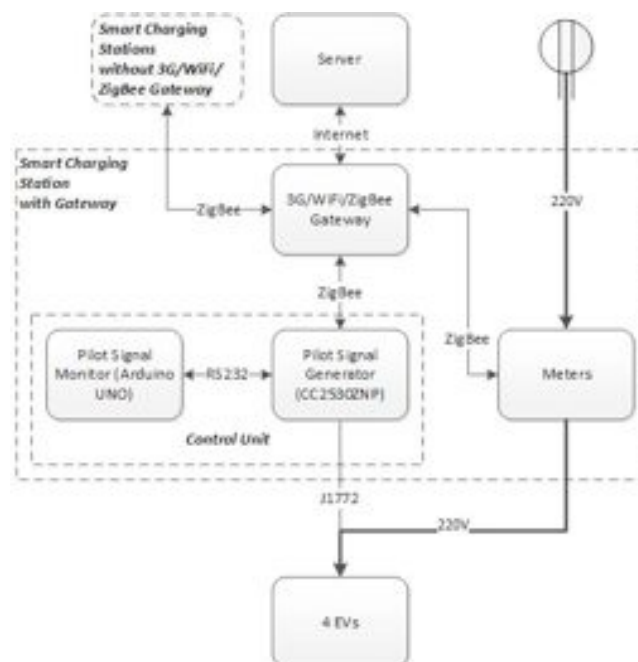 Smart Charging
Stations
without 3G/WiFi/
ZigBee Gateway
Server
Internet
Smart Charging
Station
with Gateway
3G/WiFi/ZigBee
Gateway
ZigBee
220V
ZigBee
ZigBee
Pilot Signal
Monitor (Arduino
UNO)
RS232
Pilot Signal
Generator
(CC2530ZNP)
Meters
Control Unit
J1772
220V
4 EVs